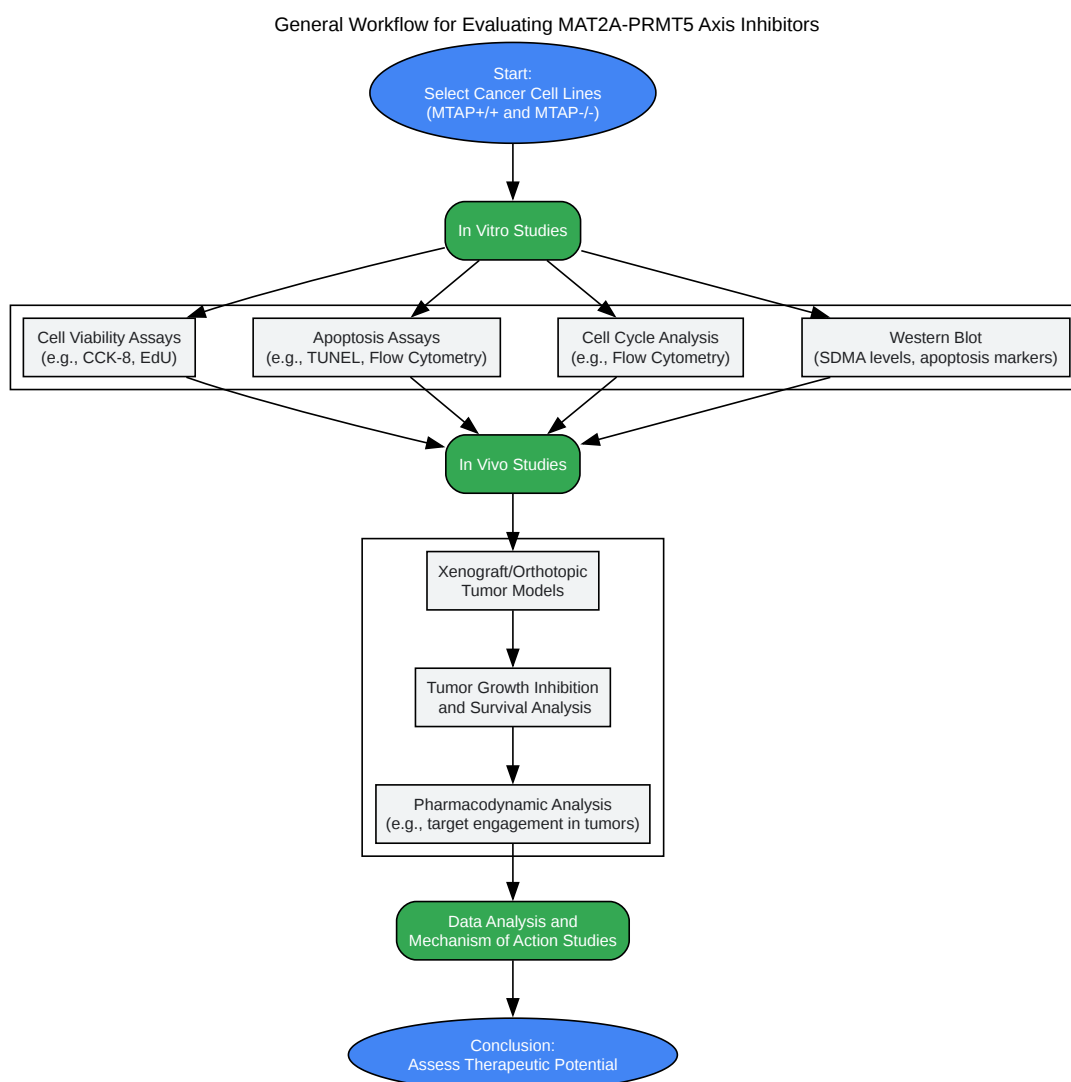 General Workflow for Evaluating MAT2A-PRMT5 Axis Inhibitors
Start:
Select Cancer Cell Lines
(MTAP+/+ and MTAP-/-)
In Vitro Studies
Cell Viability Assays
(e.g., CCK-8, EdU)
Apoptosis Assays
(e.g., TUNEL, Flow Cytometry)
Cell Cycle Analysis
(e.g., Flow Cytometry)
Western Blot
(SDMA levels, apoptosis markers)
In Vivo Studies
Xenograft/Orthotopic
Tumor Models
Tumor Growth Inhibition
and Survival Analysis
Pharmacodynamic Analysis
(e.g., target engagement in tumors)
Data Analysis and
Mechanism of Action Studies
Conclusion:
Assess Therapeutic Potential